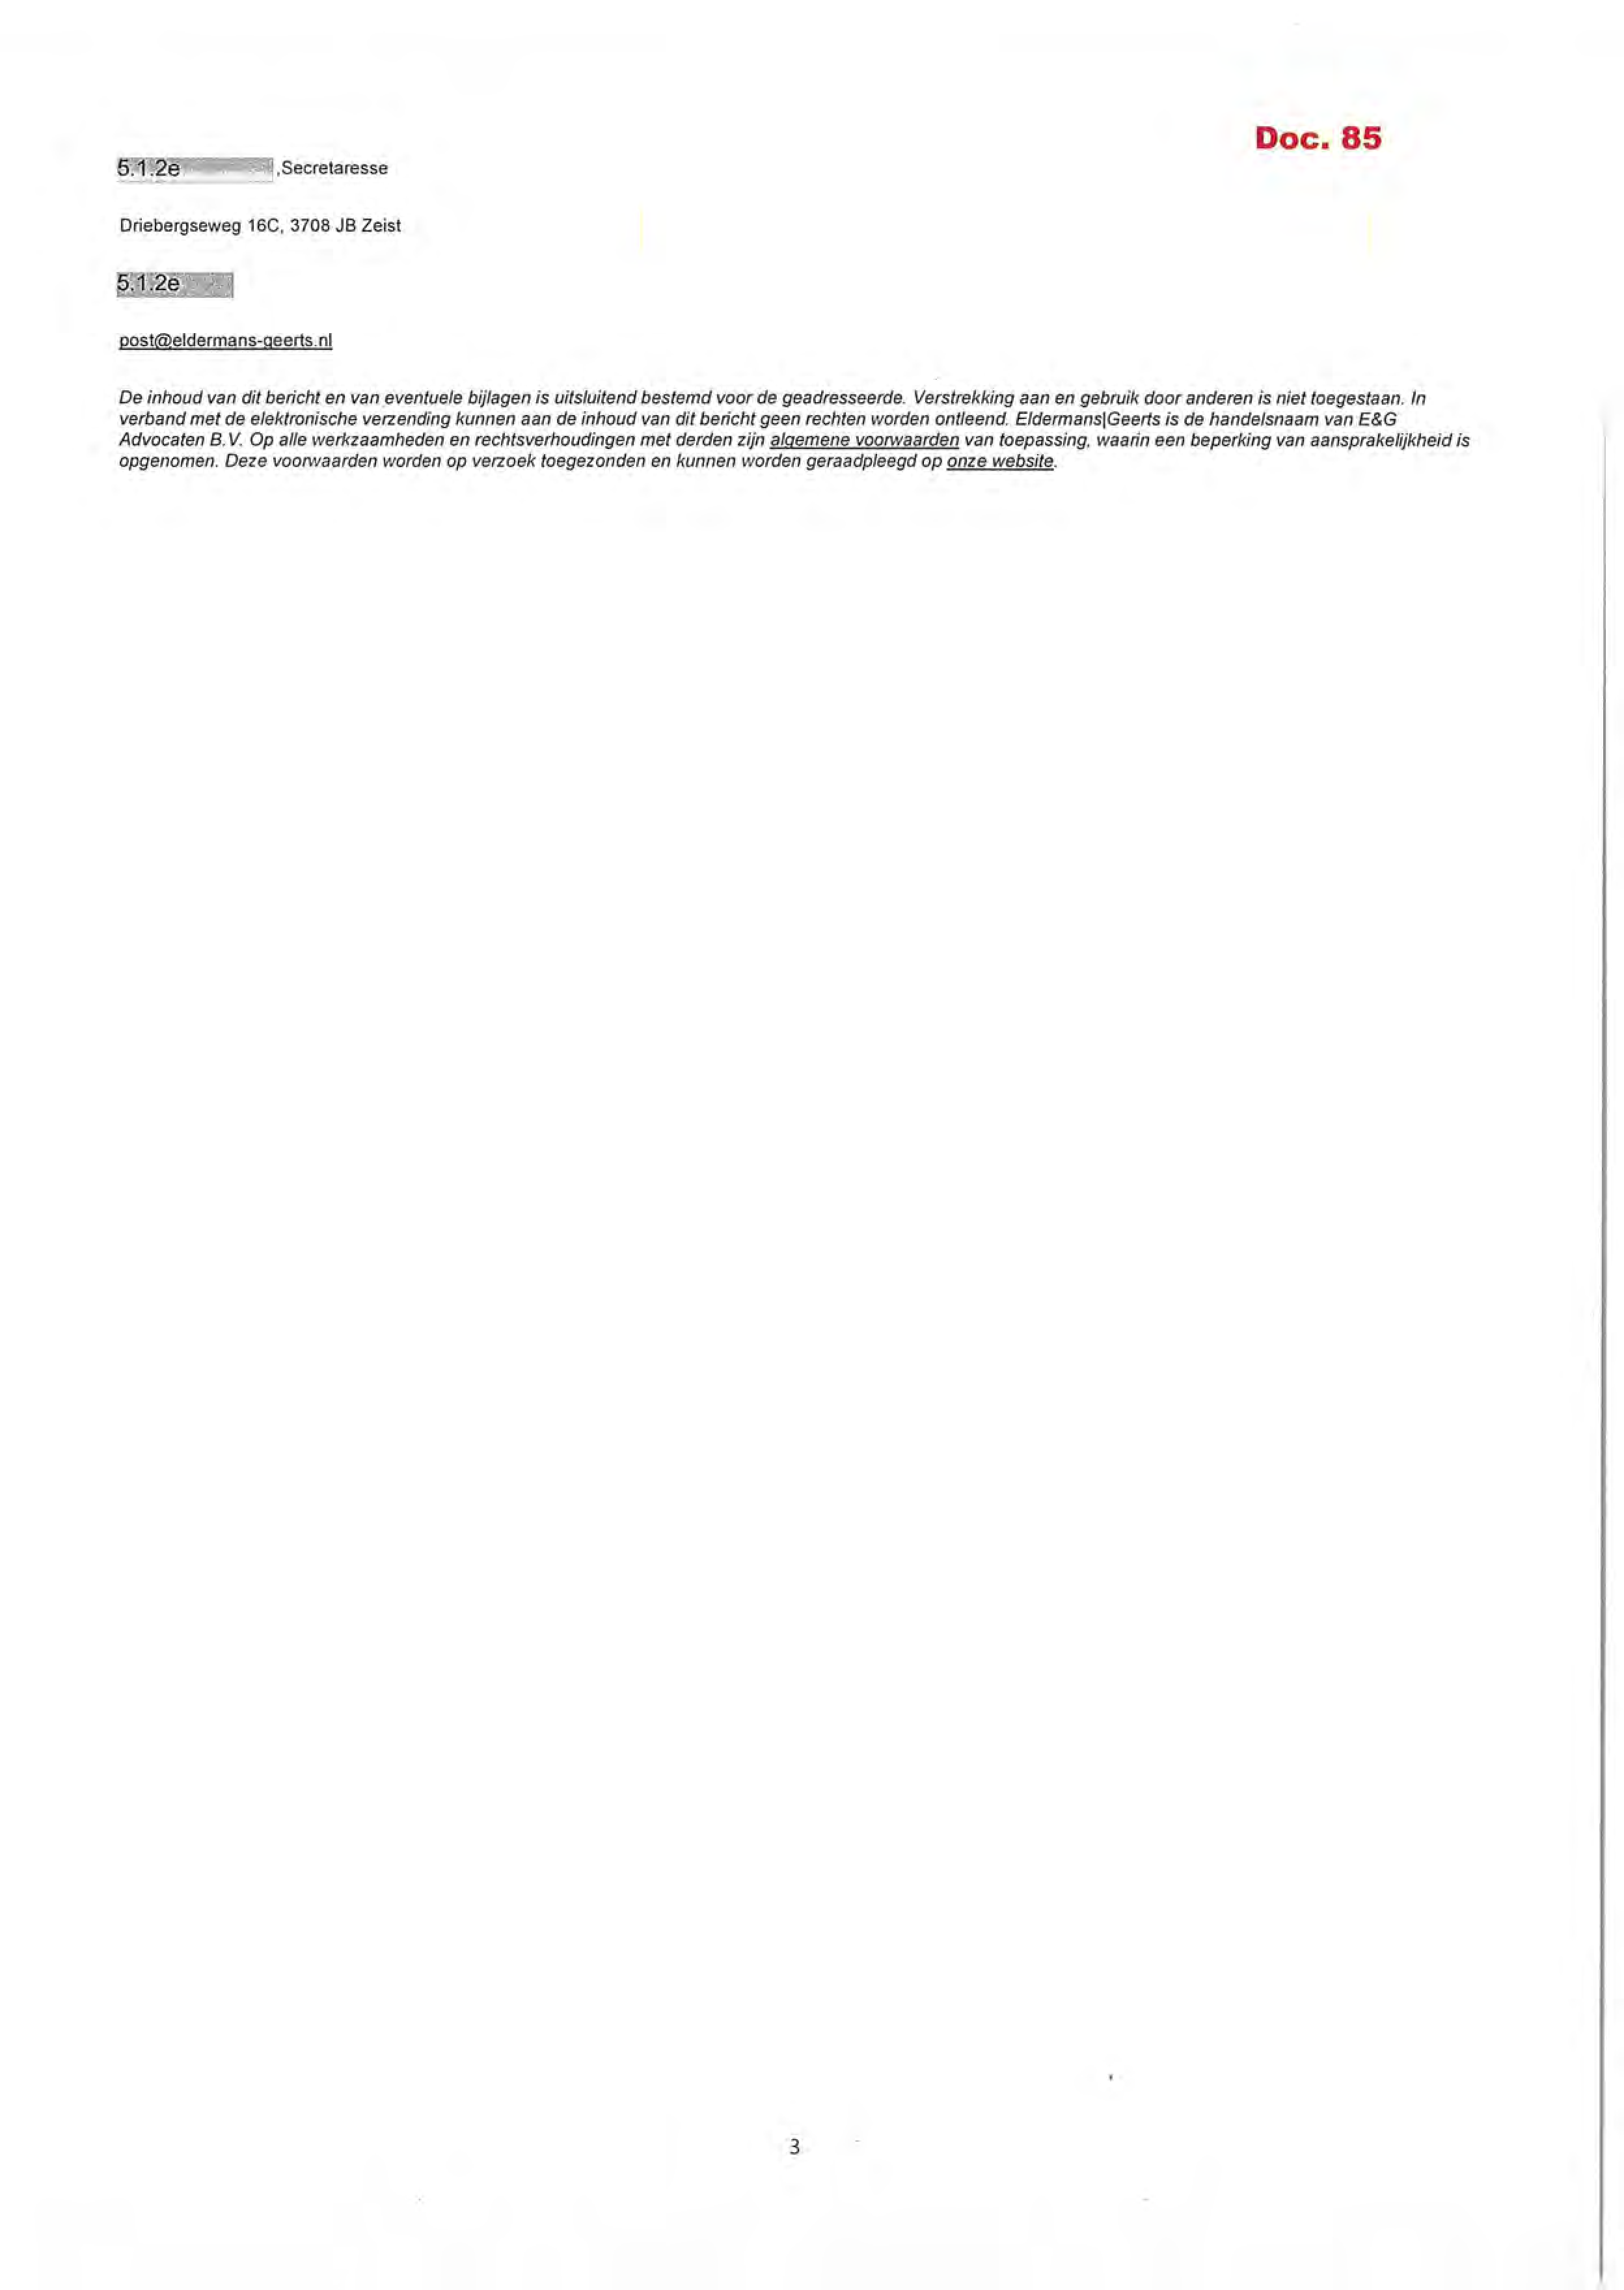 Doc. 85
5.1.2e ,Secretaresse
Driebergseweg 16C, 3708 JB Zeist
5.1.2e
post@eldermans-geerts.nl
De inhoud van dit bericht en van eventuele bijlagen is uitsluitend bestemd voor de geadresseerde. Verstrekking aan en gebruik door anderen is niet toegestaan. In
verband met de elektronische verzending kunnen aan de inhoud van dit bericht geen rechten worden ontleend. Eldermans|Geerts is de handelsnaam van E&G
Advocaten B.V. Op alle werkzaamheden en rechtsverhoudingen met derden zijn algemene voorwaarden van toepassing, waarin een beperking van aansprakelijkheid is
opgenomen. Deze voorwaarden worden op verzoek toegezonden en kunnen worden geraadpleegd op onze website.
3